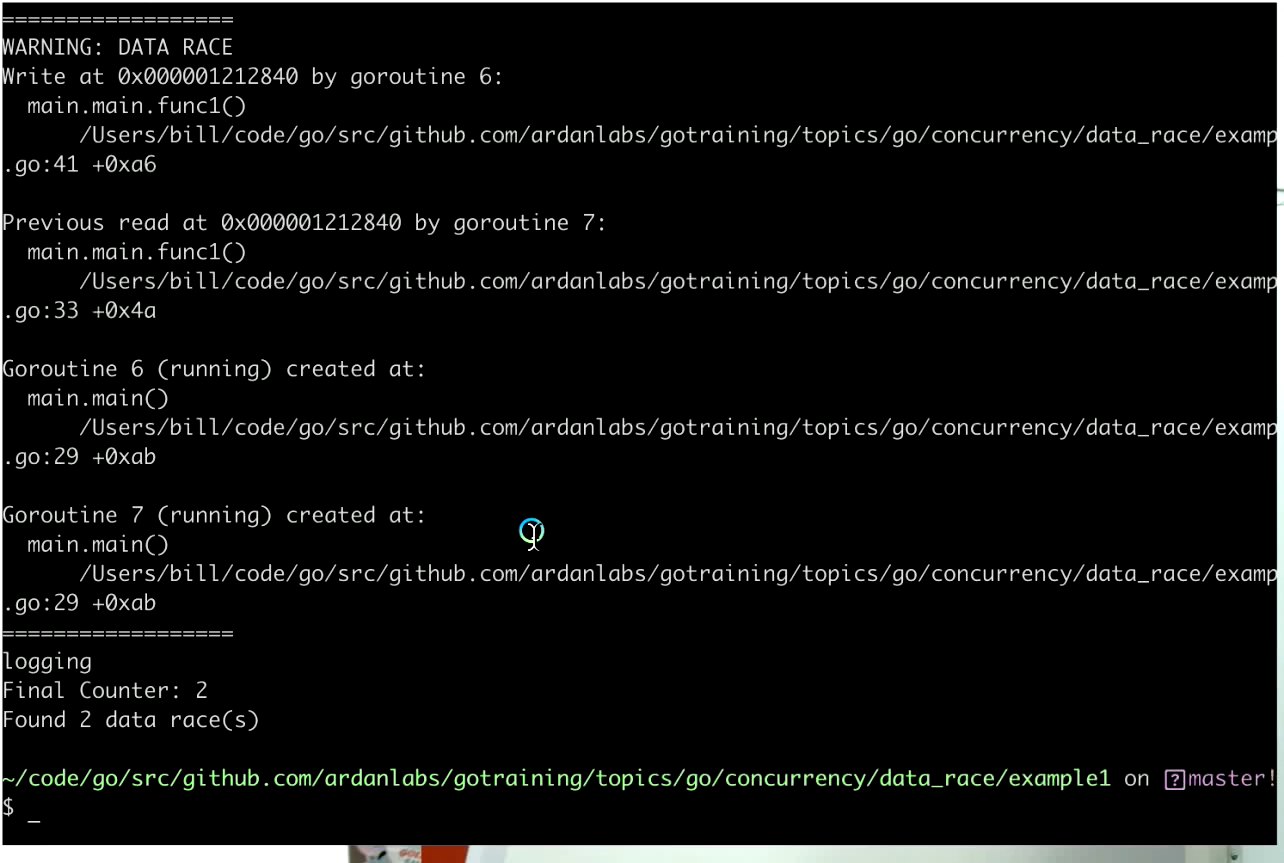 ==================
WARNING: DATA RACE
Write at 0x000001212840 by goroutine 6:
  main.main.func1()
      /Users/bill/code/go/src/github.com/ardanlabs/gotraining/topics/go/concurrency/data_race/examp
.go:41 +0xa6

Previous read at 0x000001212840 by goroutine 7:
  main.main.func1()
      /Users/bill/code/go/src/github.com/ardanlabs/gotraining/topics/go/concurrency/data_race/examp
.go:33 +0x4a

Goroutine 6 (running) created at:
  main.main()
      /Users/bill/code/go/src/github.com/ardanlabs/gotraining/topics/go/concurrency/data_race/examp
.go:29 +0xab

Goroutine 7 (running) created at:
  main.main()
      /Users/bill/code/go/src/github.com/ardanlabs/gotraining/topics/go/concurrency/data_race/examp
.go:29 +0xab
==================
logging
Final Counter: 2
Found 2 data race(s)

~/code/go/src/github.com/ardanlabs/gotraining/topics/go/concurrency/data_race/example1 on ⍰master!
$ _